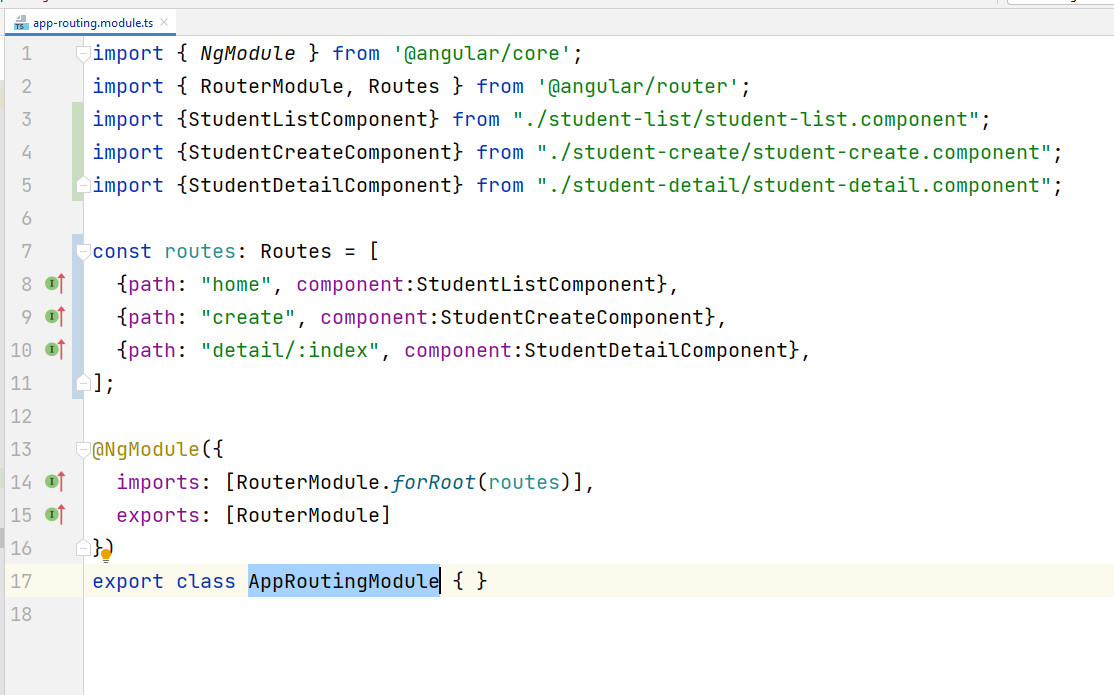 app-routing.module.ts
1 import { NgModule } from '@angular/core';
2 import { RouterModule, Routes } from '@angular/router';
3 import {StudentListComponent} from "./student-list/student-list.component";
4 import {StudentCreateComponent} from "./student-create/student-create.component";
5 import {StudentDetailComponent} from "./student-detail/student-detail.component";
6
7 const routes: Routes = [
8   {path: "home", component:StudentListComponent},
9   {path: "create", component:StudentCreateComponent},
10   {path: "detail/:index", component:StudentDetailComponent},
11 ];
12
13 @NgModule({
14   imports: [RouterModule.forRoot(routes)],
15   exports: [RouterModule]
16 })
17 export class AppRoutingModule { }
18